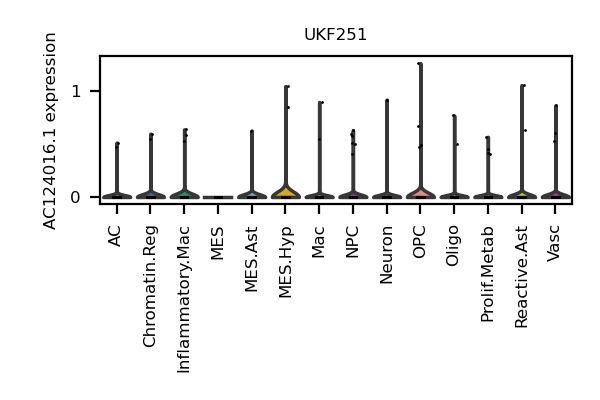 UKF251
AC124016.1 expression
1
0
AC
Chromatin.Reg
Inflammatory.Mac
MES
MES.Ast
MES.Hyp
Mac
NPC
Neuron
OPC
Oligo
Prolif.Metab
Reactive.Ast
Vasc